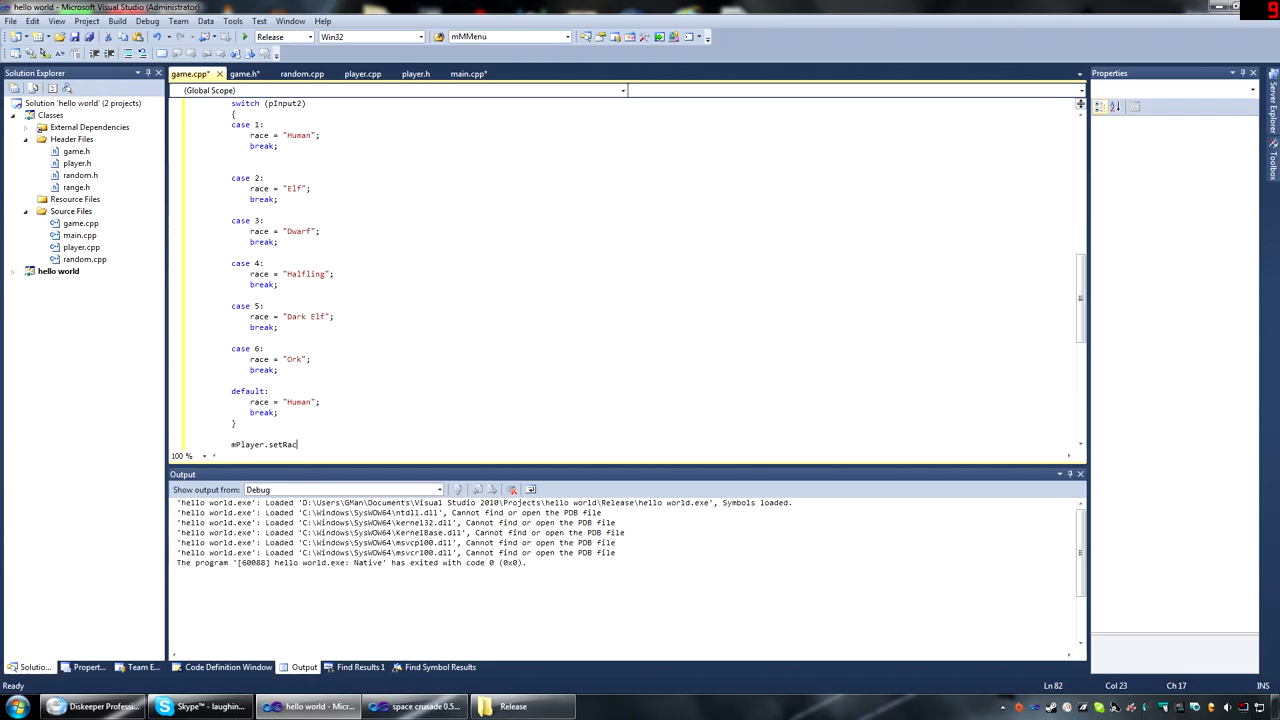 hello world - Microsoft Visual Studio (Administrator)
9
File Edit View Project Build Debug Team Data Tools Test Window Help
Release Win32 mMMenu
Solution Explorer
game.cpp* game.h* random.cpp player.cpp player.h main.cpp*
Properties
(Global Scope)
Solution 'hello world' (2 projects)
Classes
External Dependencies
Header Files
game.h
player.h
random.h
range.h
Resource Files
Source Files
game.cpp
main.cpp
player.cpp
random.cpp
hello world
switch (pInput2)
{
case 1:
race = "Human";
break;
case 2:
race = "Elf";
break;
case 3:
race = "Dwarf";
break;
case 4:
race = "Halfling";
break;
case 5:
race = "Dark Elf";
break;
case 6:
race = "Ork";
break;
default:
race = "Human";
break;
}
mPlayer.setRac
100 %
Server Explorer
Toolbox
Output
Show output from: Debug
'hello world.exe': Loaded 'D:\Users\GMan\Documents\Visual Studio 2010\Projects\hello world\Release\hello world.exe', Symbols loaded.
'hello world.exe': Loaded 'C:\Windows\SysWOW64\ntdll.dll', Cannot find or open the PDB file
'hello world.exe': Loaded 'C:\Windows\SysWOW64\kernel32.dll', Cannot find or open the PDB file
'hello world.exe': Loaded 'C:\Windows\SysWOW64\KernelBase.dll', Cannot find or open the PDB file
'hello world.exe': Loaded 'C:\Windows\SysWOW64\msvcp100.dll', Cannot find or open the PDB file
'hello world.exe': Loaded 'C:\Windows\SysWOW64\msvcr100.dll', Cannot find or open the PDB file
The program '[60088] hello world.exe: Native' has exited with code 0 (0x0).
Solutio... Propert... Team E... Code Definition Window Output Find Results 1 Find Symbol Results
Ready Ln 82 Col 23 Ch 17 INS
Diskeeper Professio... Skype™ - laughin... hello world - Micr... space crusade 0.5... Release 9:57 PM